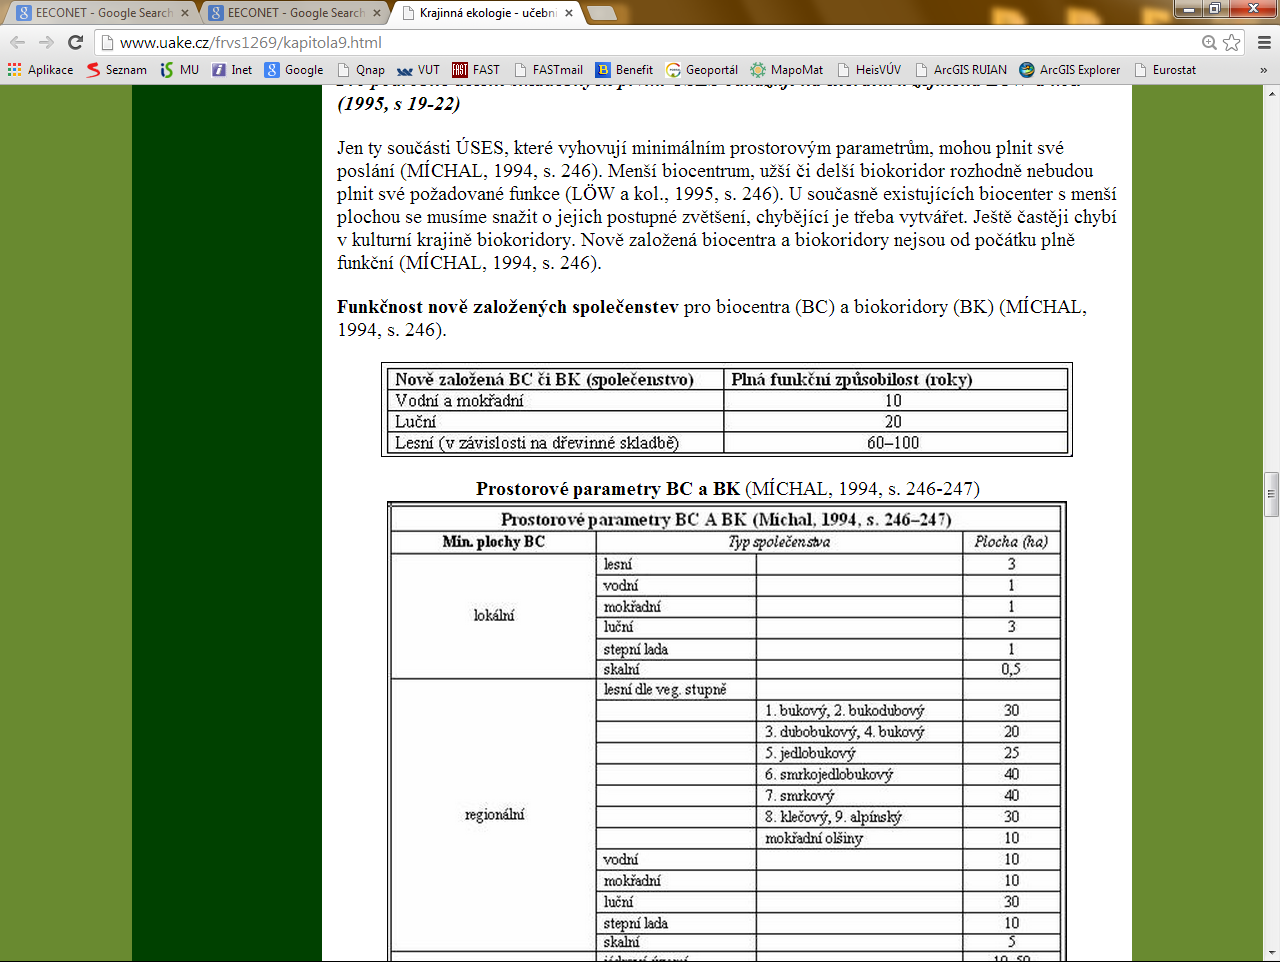 EECONET - Google Search
EECONET - Google Search
Krajinná ekologie - učebni
www.uake.cz/frvs1269/kapitola9.html
Aplikace Seznam MU Inet Google Qnap VUT FAST FASTmail Benefit Geoportál MapoMat HeisVÚV ArcGIS RUIAN ArcGIS Explorer Eurostat »
(1995, s 19-22)
Jen ty součásti ÚSES, které vyhovují minimálním prostorovým parametrům, mohou plnit své
poslání (MÍCHAL, 1994, s. 246). Menší biocentrum, užší či delší biokoridor rozhodně nebudou
plnit své požadované funkce (LÖW a kol., 1995, s. 246). U současně existujících biocenter s menší
plochou se musíme snažit o jejich postupné zvětšení, chybějící je třeba vytvářet. Ještě častěji chybí
v kulturní krajině biokoridory. Nově založená biocentra a biokoridory nejsou od počátku plně
funkční (MÍCHAL, 1994, s. 246).
Funkčnost nově založených společenstev pro biocentra (BC) a biokoridory (BK) (MÍCHAL,
1994, s. 246).
Nově založená BC či BK (společenstvo) Plná funkční způsobilost (roky)
Vodní a mokřadní 10
Luční 20
Lesní (v závislosti na dřevinné skladbě) 60–100
Prostorové parametry BC a BK (MÍCHAL, 1994, s. 246-247)
Prostorové parametry BC A BK (Míchal, 1994, s. 246–247)
Min. plochy BC Typ společenstva Plocha (ha)
lokální
lesní 3
vodní 1
mokřadní 1
luční 3
stepní lada 1
skalní 0,5
regionální
lesní dle veg. stupně
1. bukový, 2. bukodubový 30
3. dubobukový, 4. bukový 20
5. jedlobukový 25
6. smrkojedlobukový 40
7. smrkový 40
8. klečový, 9. alpínský 30
mokřadní olšiny 10
vodní 10
mokřadní 10
luční 30
stepní lada 10
skalní 5